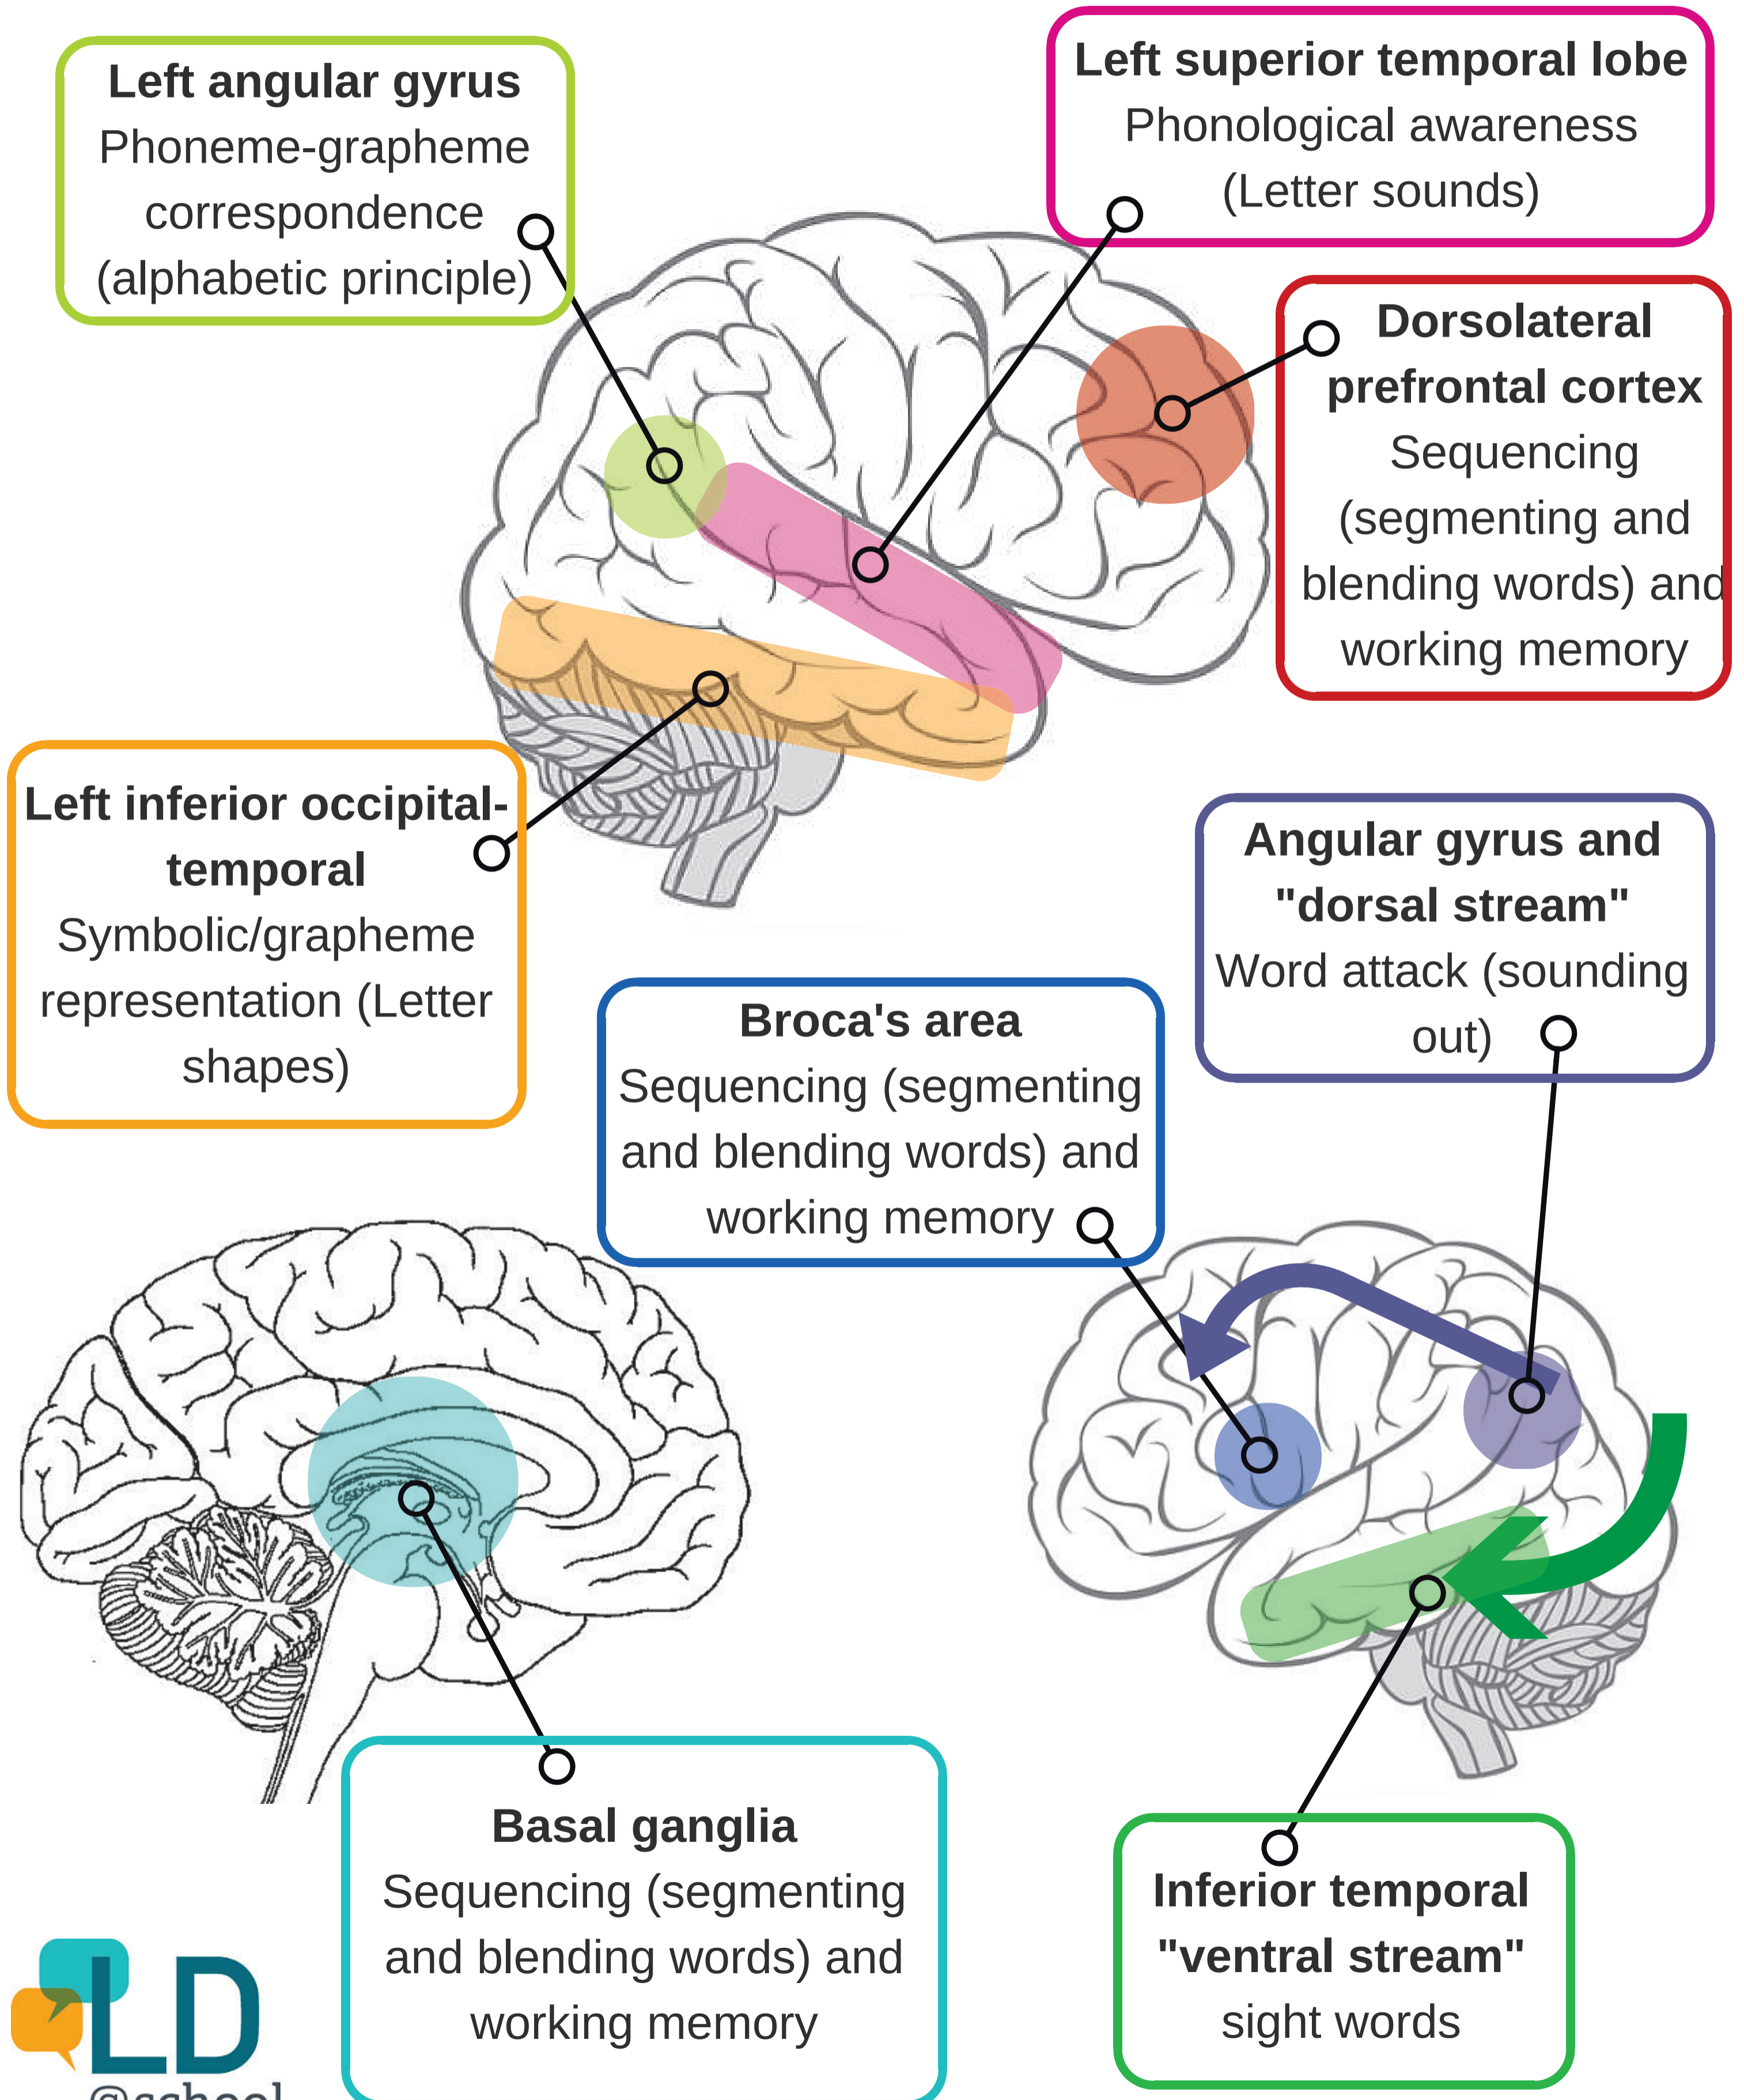 Left angular gyrus
Phoneme-grapheme
correspondence
(alphabetic principle)
Left superior temporal lobe
Phonological awareness
(Letter sounds)
Dorsolateral
prefrontal cortex
Sequencing
(segmenting and
blending words) and
working memory
Left inferior occipital-
temporal
Symbolic/grapheme
representation (Letter
shapes)
Angular gyrus and
"dorsal stream"
Word attack (sounding
out)
Broca's area
Sequencing (segmenting
and blending words) and
working memory
Basal ganglia
Sequencing (segmenting
and blending words) and
working memory
Inferior temporal
"ventral stream"
sight words
LD
@school